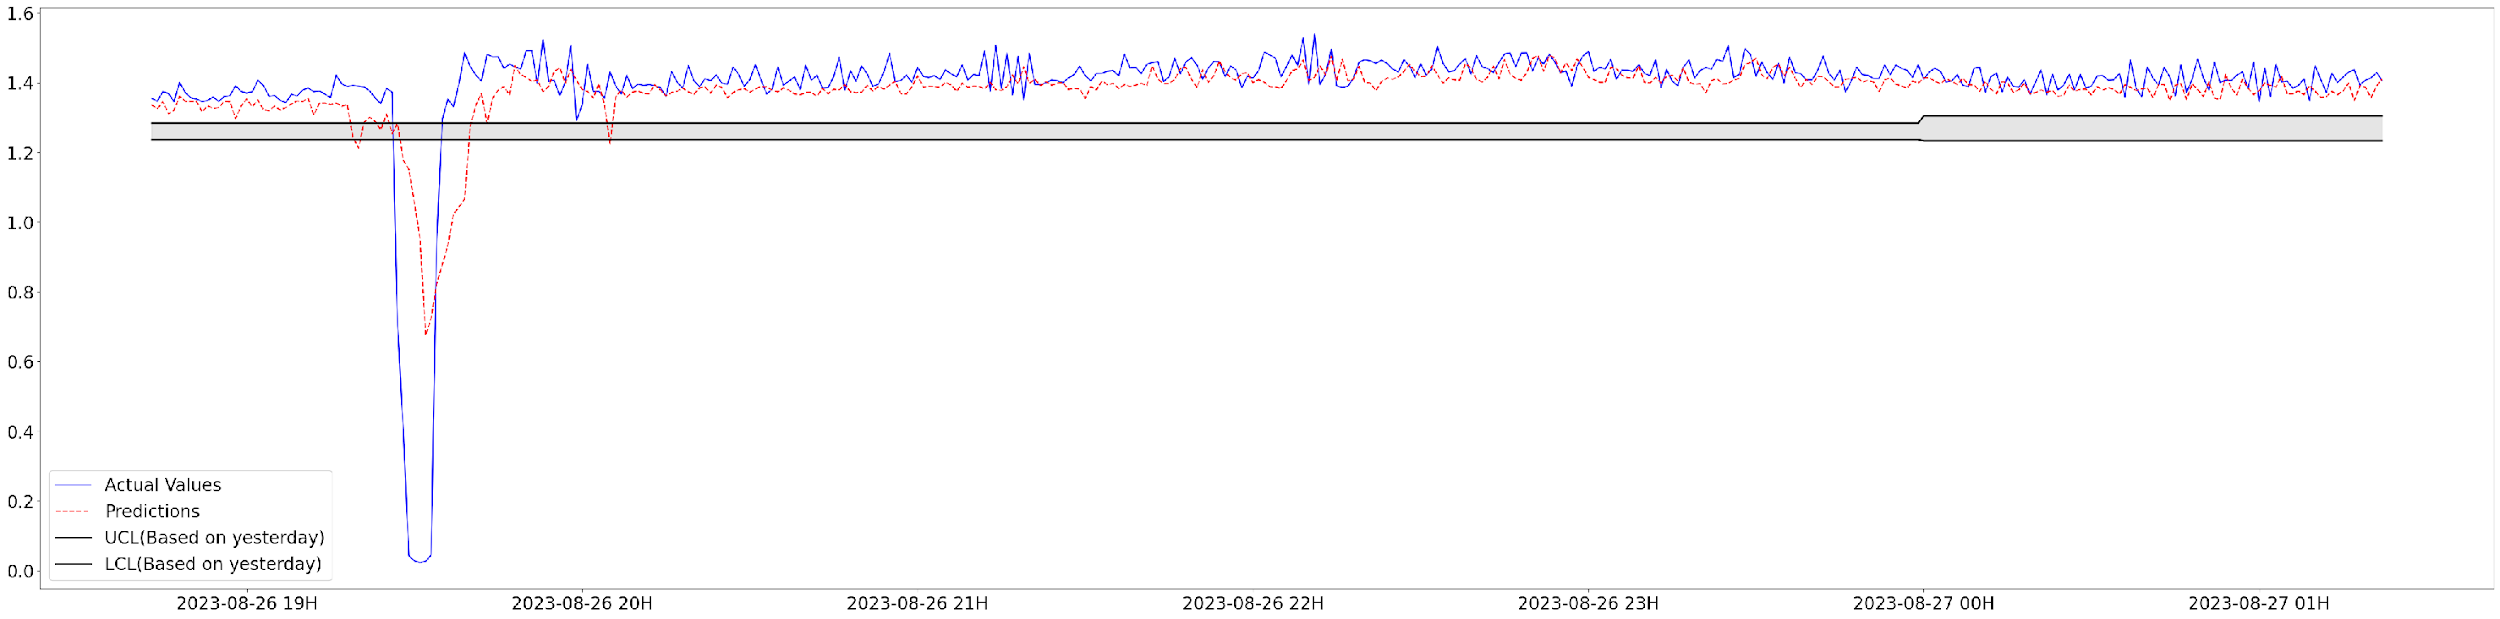 1.6
1.4
1.2
1.0
0.8
0.6
0.4
0.2
0.0
Actual Values
Predictions
UCL(Based on yesterday)
LCL(Based on yesterday)
2023-08-26 19H 2023-08-26 20H 2023-08-26 21H 2023-08-26 22H 2023-08-26 23H 2023-08-27 00H 2023-08-27 01H